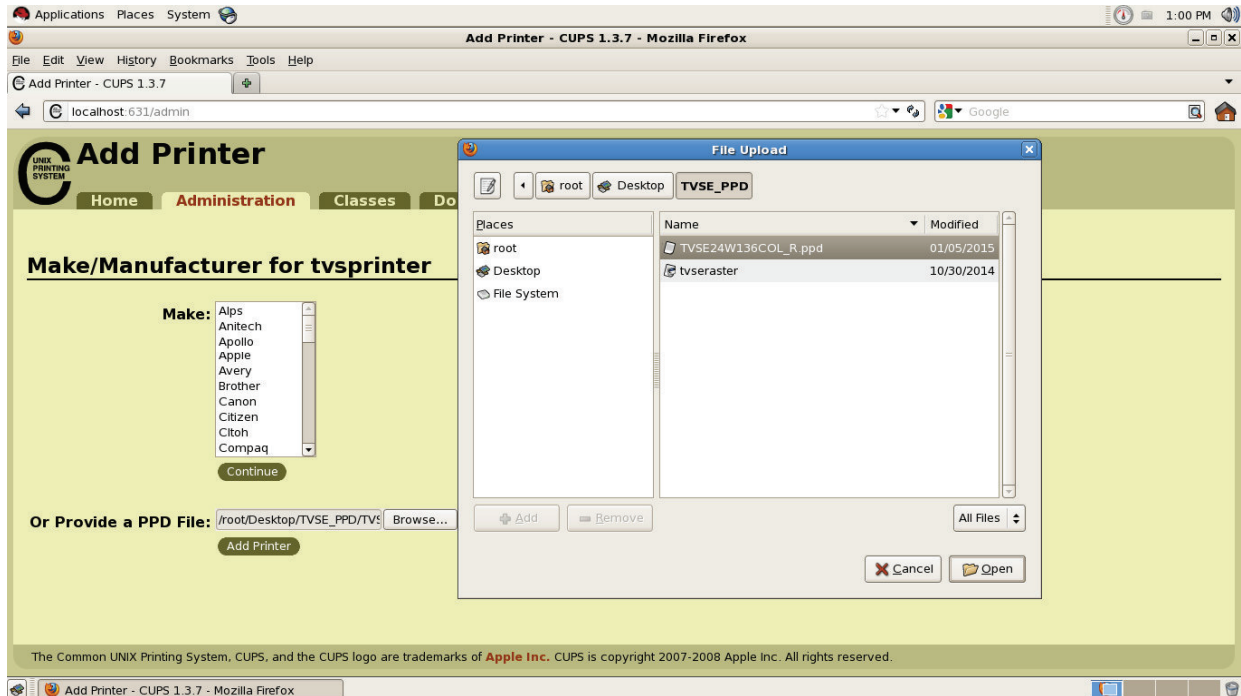 Applications Places System
1:00 PM
Add Printer - CUPS 1.3.7 - Mozilla Firefox
File Edit View History Bookmarks Tools Help
Add Printer - CUPS 1.3.7
localhost:631/admin
Google
UNIX
PRINTING
SYSTEM
Add Printer
Home Administration Classes Do
Make/Manufacturer for tvsprinter
Make:
Alps
Anitech
Apollo
Apple
Avery
Brother
Canon
Citizen
CItoh
Compaq
Continue
Or Provide a PPD File: /root/Desktop/TVSE_PPD/TVS Browse...
Add Printer
File Upload
root Desktop TVSE_PPD
Places
root
Desktop
File System
Name Modified
TVSE24W136COL_R.ppd 01/05/2015
tvseraster 10/30/2014
Add Remove
All Files
Cancel Open
The Common UNIX Printing System, CUPS, and the CUPS logo are trademarks of Apple Inc. CUPS is copyright 2007-2008 Apple Inc. All rights reserved.
Add Printer - CUPS 1.3.7 - Mozilla Firefox